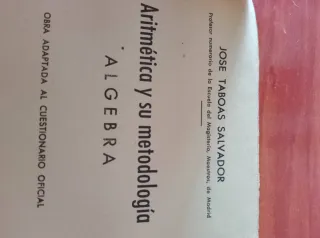 JOSE TABOAS SALVADOR
Profesor numerario de la Escuela del Magisterio, Maestros, de Madrid
Aritmética y su metodología
ALGEBRA
OBRA ADAPTADA AL CUESTIONARIO OFICIAL